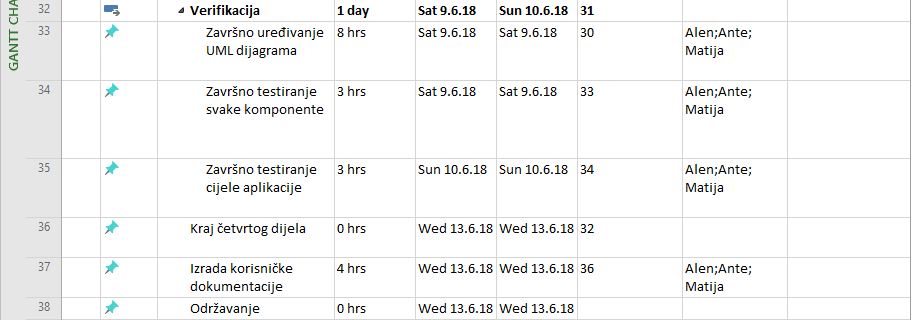 GANTT CHA
32 Verifikacija 1 day Sat 9.6.18 Sun 10.6.18 31
33 Završno uređivanje 8 hrs Sat 9.6.18 Sat 9.6.18 30 Alen;Ante;
UML dijagrama Matija
34 Završno testiranje 3 hrs Sat 9.6.18 Sat 9.6.18 33 Alen;Ante;
svake komponente Matija
35 Završno testiranje 3 hrs Sun 10.6.18 Sun 10.6.18 34 Alen;Ante;
cijele aplikacije Matija
36 Kraj četvrtog dijela 0 hrs Wed 13.6.18 Wed 13.6.18 32
37 Izrada korisničke 4 hrs Wed 13.6.18 Wed 13.6.18 36 Alen;Ante;
dokumentacije Matija
38 Održavanje 0 hrs Wed 13.6.18 Wed 13.6.18